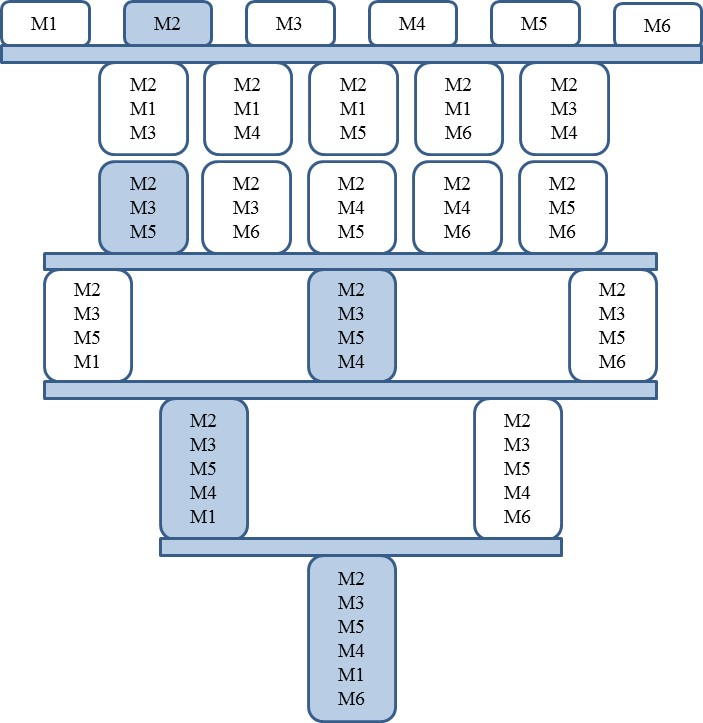 M1 M2 M3 M4 M5 M6
M2 M2 M2 M2 M2
M1 M1 M1 M1 M3
M3 M4 M5 M6 M4
M2 M2 M2 M2 M2
M3 M3 M4 M4 M5
M5 M6 M5 M6 M6
M2 M2 M2
M3 M3 M3
M5 M5 M5
M1 M4 M6
M2 M2
M3 M3
M5 M5
M4 M4
M1 M6
M2
M3
M5
M4
M1
M6